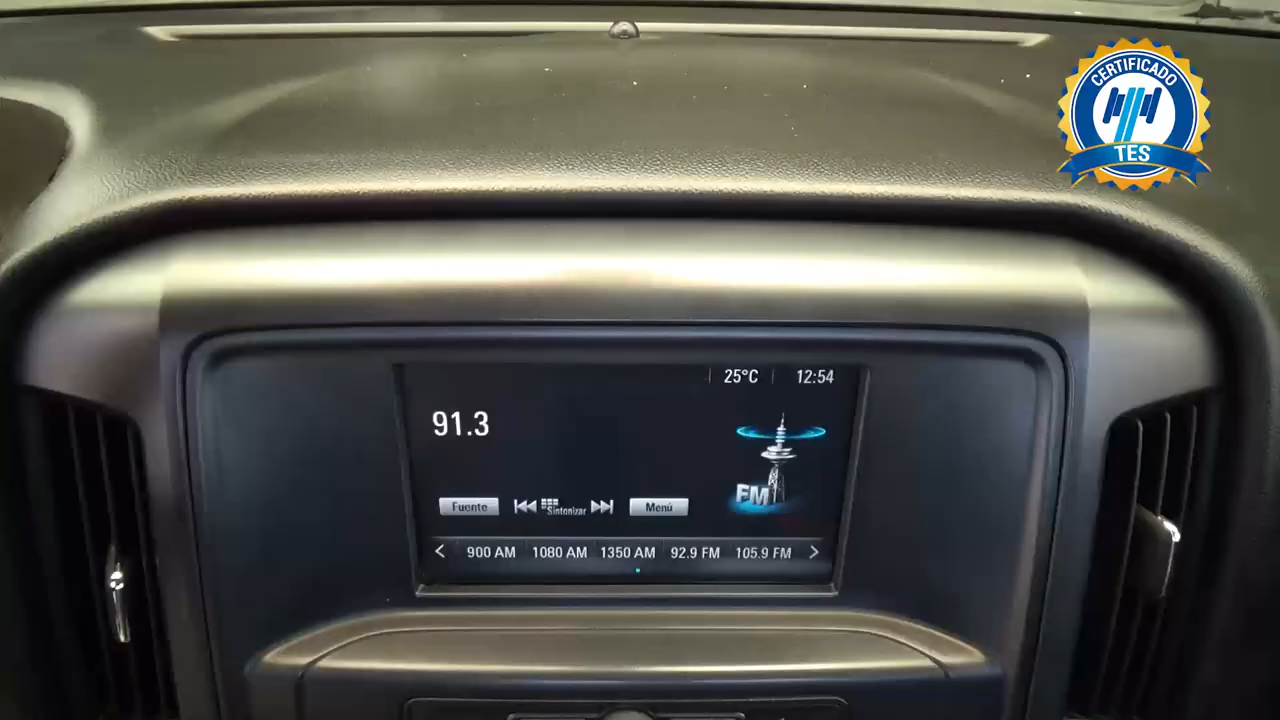 CERTIFICADO
TES
25°C 12:54
91.3
FM
Fuente Sintonizar Menú
900 AM 1080 AM 1350 AM 92.9 FM 105.9 FM